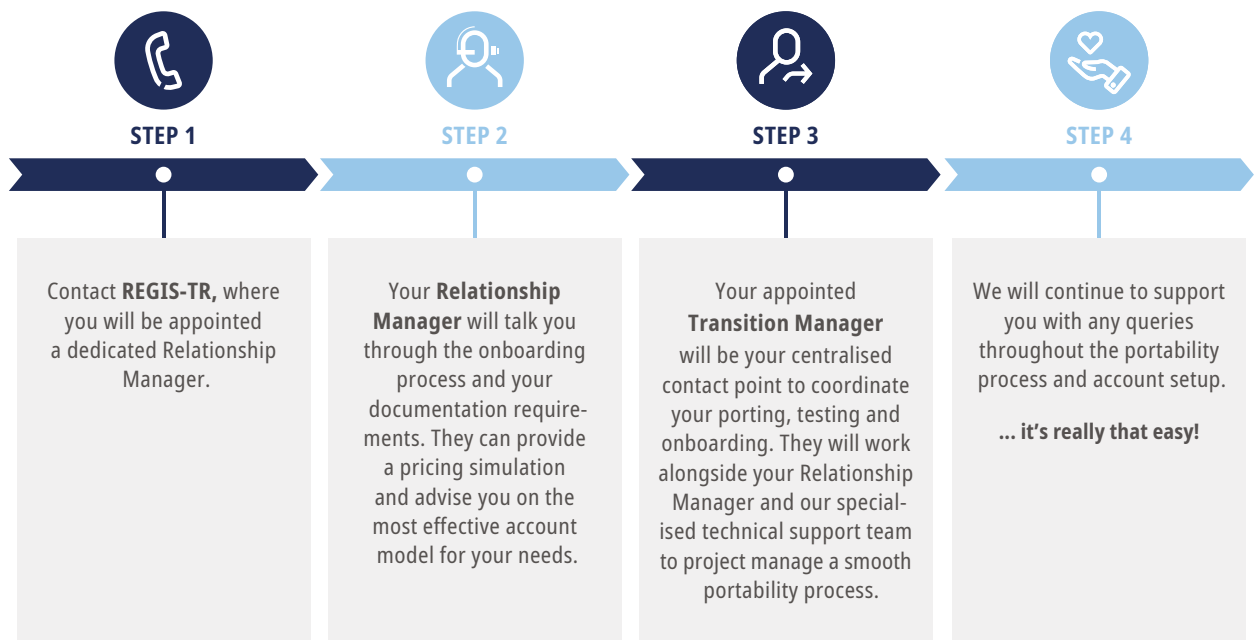 STEP 1
Contact REGIS-TR, where
you will be appointed
a dedicated Relationship
Manager.
STEP 2
Your Relationship
Manager will talk you
through the onboarding
process and your
documentation require-
ments. They can provide
a pricing simulation
and advise you on the
most effective account
model for your needs.
STEP 3
Your appointed
Transition Manager
will be your centralised
contact point to coordinate
your porting, testing and
onboarding. They will work
alongside your Relationship
Manager and our special-
ised technical support team
to project manage a smooth
portability process.
STEP 4
We will continue to support
you with any queries
throughout the portability
process and account setup.
... it’s really that easy!